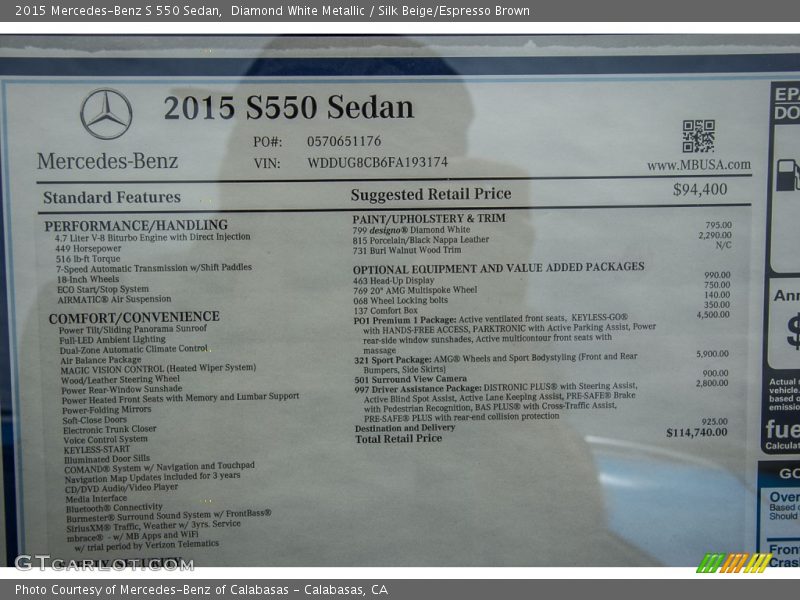 2015 Mercedes-Benz S 550 Sedan,  Diamond White Metallic / Silk Beige/Espresso Brown
2015 S550 Sedan
PO#: 0570651176
VIN: WDDUG8CB6FA193174
Mercedes-Benz
www.MBUSA.com
Standard Features
Suggested Retail Price $94,400
PERFORMANCE/HANDLING
4.7 Liter V-8 Biturbo Engine with Direct Injection
449 Horsepower
516 lb-ft Torque
7-Speed Automatic Transmission w/Shift Paddles
18-Inch Wheels
ECO Start/Stop System
AIRMATIC® Air Suspension
COMFORT/CONVENIENCE
Power Tilt/Sliding Panorama Sunroof
Full-LED Ambient Lighting
Dual-Zone Automatic Climate Control
Air Balance Package
MAGIC VISION CONTROL (Heated Wiper System)
Wood/Leather Steering Wheel
Power Rear-Window Sunshade
Power Heated Front Seats with Memory and Lumbar Support
Power-Folding Mirrors
Soft-Close Doors
Electronic Trunk Closer
Voice Control System
KEYLESS-START
Illuminated Door Sills
COMAND® System w/ Navigation and Touchpad
Navigation Map Updates included for 3 years
CD/DVD Audio/Video Player
Media Interface
Bluetooth® Connectivity
Burmester® Surround Sound System w/ FrontBass®
SiriusXM® Traffic, Weather w/ 3yrs. Service
mbrace® - w/ MB Apps and WiFi
w/ trial period by Verizon Telematics
PAINT/UPHOLSTERY & TRIM
799 designo® Diamond White 795.00
815 Porcelain/Black Nappa Leather 2,290.00
731 Burl Walnut Wood Trim N/C
OPTIONAL EQUIPMENT AND VALUE ADDED PACKAGES
463 Head-Up Display 990.00
769 20" AMG Multispoke Wheel 750.00
068 Wheel Locking bolts 140.00
137 Comfort Box 350.00
PO1 Premium 1 Package: Active ventilated front seats, KEYLESS-GO® 4,500.00
with HANDS-FREE ACCESS, PARKTRONIC with Active Parking Assist, Power
rear-side window sunshades, Active multicontour front seats with
massage
321 Sport Package: AMG® Wheels and Sport Bodystyling (Front and Rear 5,900.00
Bumpers, Side Skirts)
501 Surround View Camera 900.00
997 Driver Assistance Package: DISTRONIC PLUS® with Steering Assist, 2,800.00
Active Blind Spot Assist, Active Lane Keeping Assist, PRE-SAFE® Brake
with Pedestrian Recognition, BAS PLUS® with Cross-Traffic Assist,
PRE-SAFE® PLUS with rear-end collision protection
Destination and Delivery 925.00
Total Retail Price $114,740.00
EPA
DO
Ann
$
Actual
vehicle.
based o
emissio
fue
Calculat
GO
Over
Based o
Should
Front
Cras
GTCARLOT.COM
Photo Courtesy of Mercedes-Benz of Calabasas - Calabasas, CA